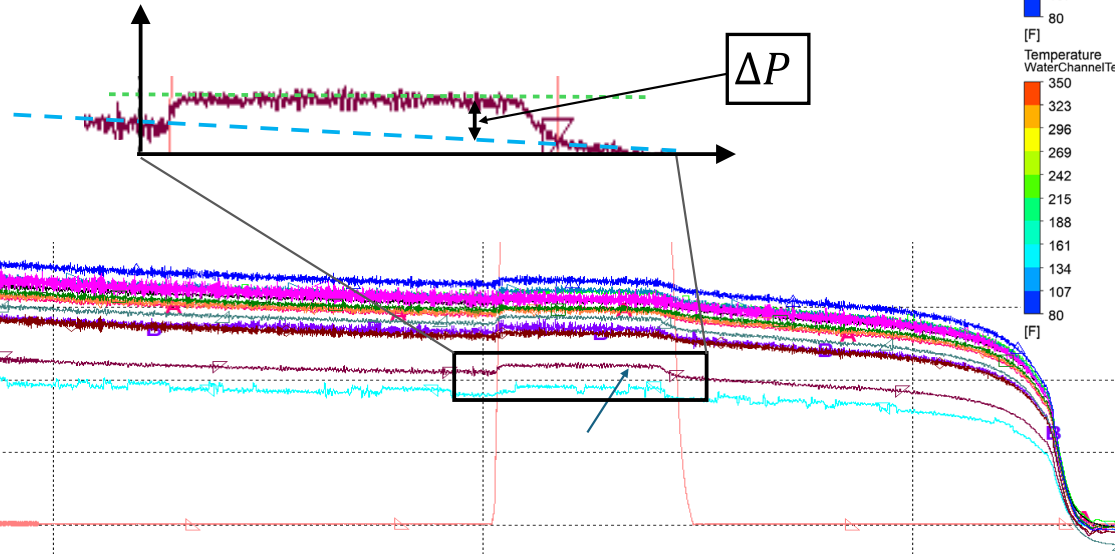 80
[F]
Temperature
WaterChannelTe
350
323
296
269
242
215
188
161
134
107
80
[F]
ΔP
A
A
A
B
B
B
B